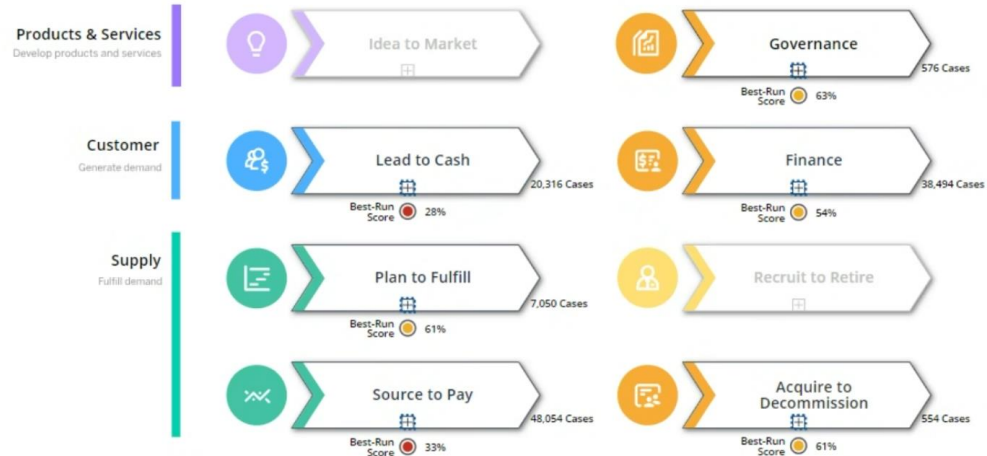 Products & Services
Develop products and services
Idea to Market
Governance
576 Cases
Best-Run
Score
63%
Customer
Generate demand
Lead to Cash
20,316 Cases
Best-Run
Score
28%
Finance
38,494 Cases
Best-Run
Score
54%
Supply
Fulfill demand
Plan to Fulfill
7,050 Cases
Best-Run
Score
61%
Recruit to Retire
Source to Pay
48,054 Cases
Best-Run
Score
33%
Acquire to
Decommission
554 Cases
Best-Run
Score
61%